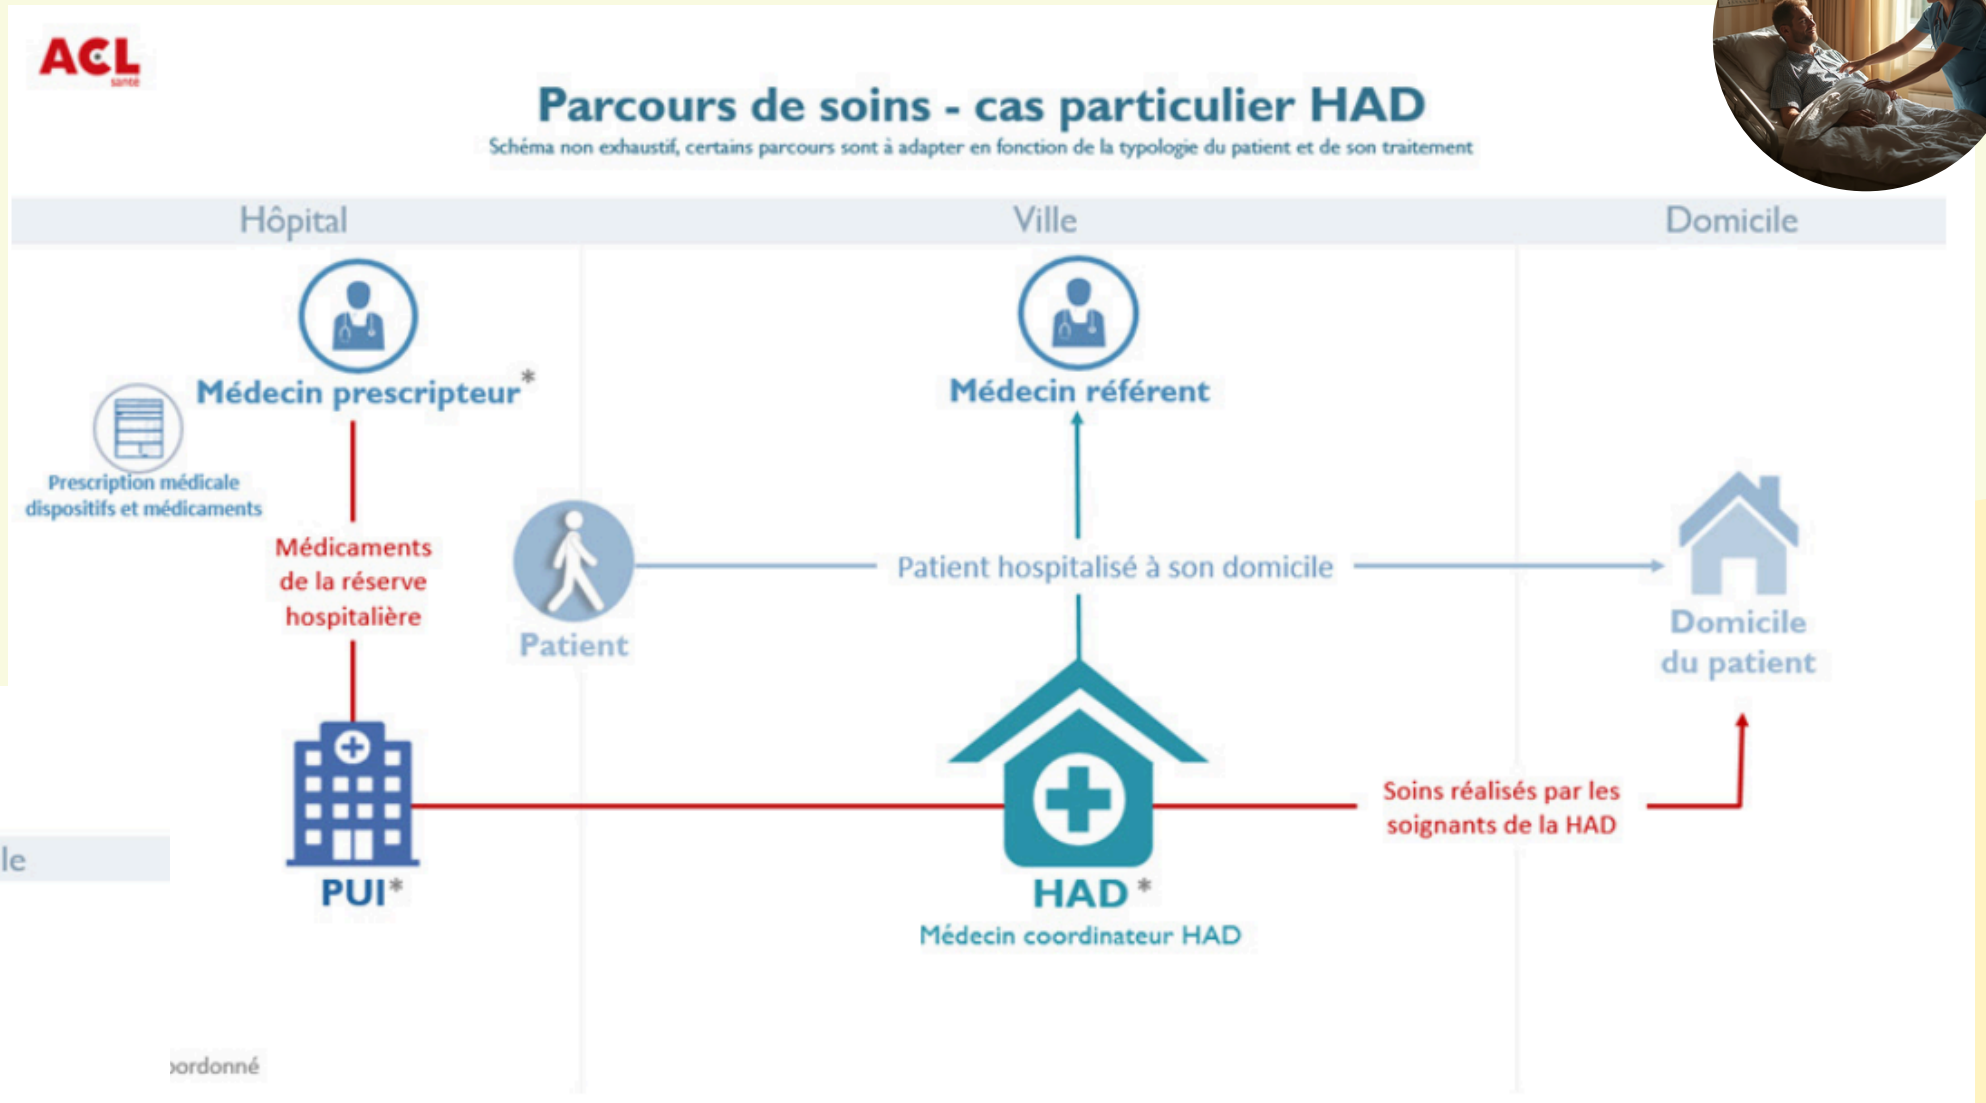 ACL
santé
Parcours de soins - cas particulier HAD
Schéma non exhaustif, certains parcours sont à adapter en fonction de la typologie du patient et de son traitement
Hôpital
Ville
Domicile
Médecin prescripteur*
Médecin référent
Prescription médicale
dispositifs et médicaments
Médicaments
de la réserve
hospitalière
Patient
Patient hospitalisé à son domicile
Domicile
du patient
PUI*
HAD *
Médecin coordinateur HAD
Soins réalisés par les
soignants de la HAD
le
ordonné